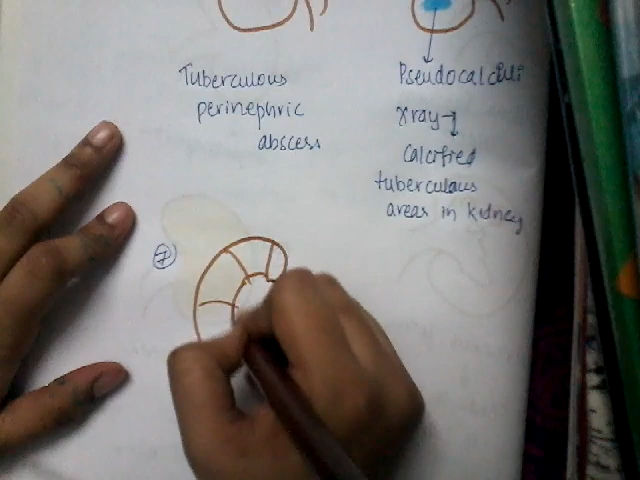 Tuberculous
perinephric
abscess
Pseudocalculi
xray
calcified
tuberculous
areas in kidney
7